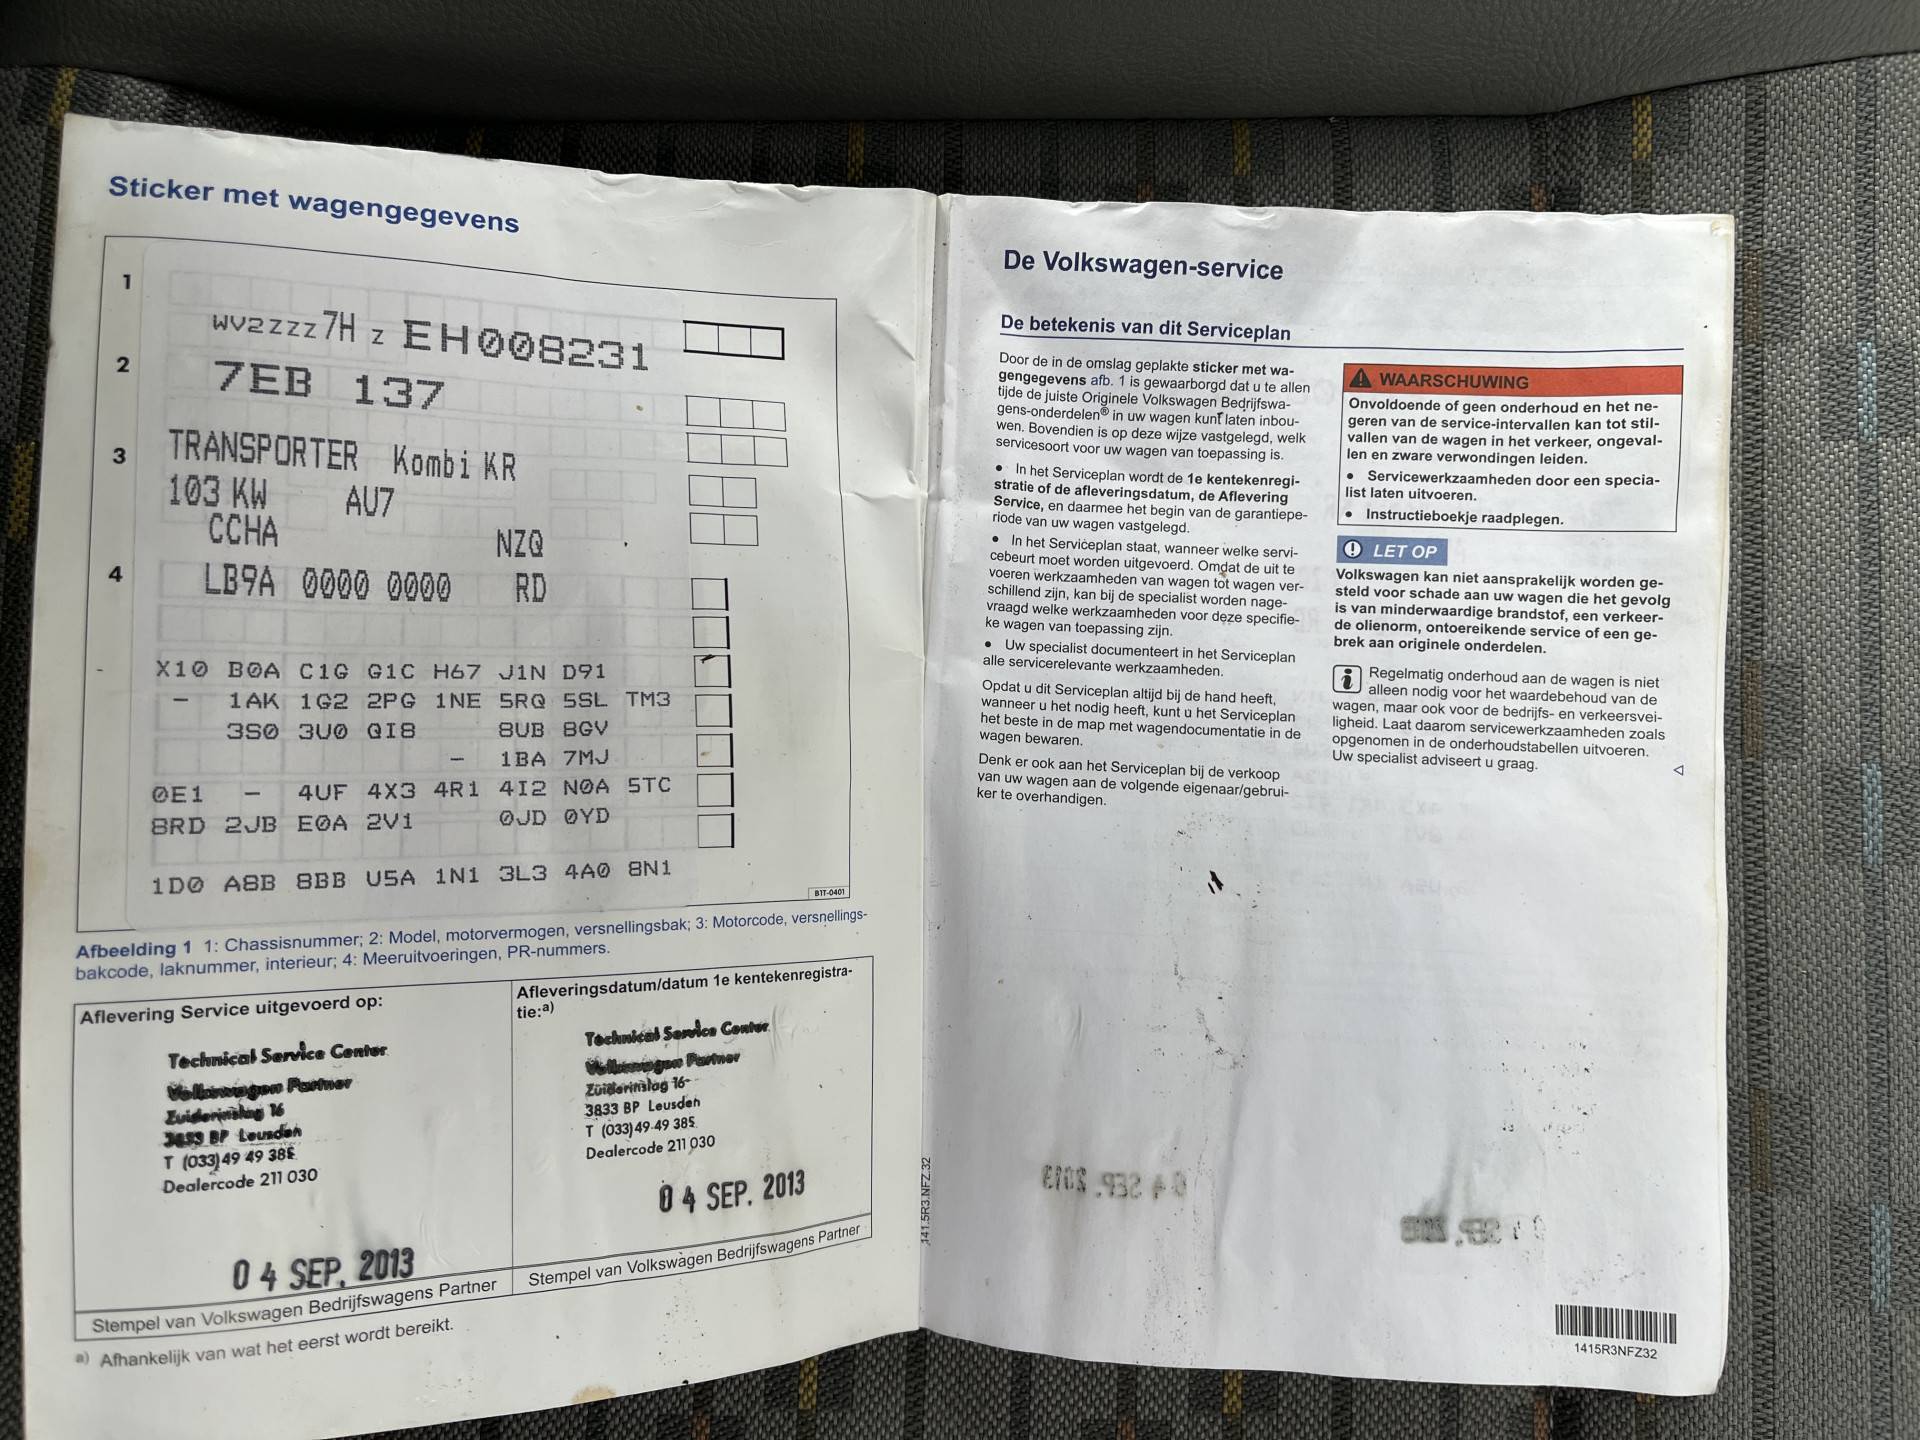 Sticker met wagengegevens
1
WV2ZZZ7HZEH008231
2
7EB 137
3
TRANSPORTER Kombi KR
103 KW AU7
CCHA NZQ
4
LB9A 0000 0000 RD
- X10 B0A C1G G1C H67 J1N D91
- 1AK 1G2 2PG 1NE 5RQ 5SL TM3
3S0 3U0 QI8 8UB 8GV
- 1BA 7MJ
0E1 - 4UF 4X3 4R1 4I2 N0A 5TC
8RD 2JB E0A 2V1 0JD 0YD
1D0 A8B 8BB U5A 1N1 3L3 4A0 8N1
B1T-0401
Afbeelding 1 1: Chassisnummer; 2: Model, motorvermogen, versnellingsbak; 3: Motorcode, versnellings-
bakcode, laknummer, interieur; 4: Meeruitvoeringen, PR-nummers.
Aflevering Service uitgevoerd op:
Technical Service Center
Volkswagen Partner
Zuiderinslag 16
3833 BP Leusden
T (033) 49 49 385
Dealercode 211 030
04 SEP. 2013
Stempel van Volkswagen Bedrijfswagens Partner
Afleveringsdatum/datum 1e kentekenregistra-
tie:a)
Technical Service Center
Volkswagen Partner
Zuiderinslag 16
3833 BP Leusden
T (033) 49 49 385
Dealercode 211 030
04 SEP. 2013
Stempel van Volkswagen Bedrijfswagens Partner
a) Afhankelijk van wat het eerst wordt bereikt.
141.5R3.NFZ.32
De Volkswagen-service
De betekenis van dit Serviceplan
Door de in de omslag geplakte sticker met wa-
gengegevens afb. 1 is gewaarborgd dat u te allen
tijde de juiste Originele Volkswagen Bedrijfswa-
gens-onderdelen® in uw wagen kunt laten inbou-
wen. Bovendien is op deze wijze vastgelegd, welk
servicesoort voor uw wagen van toepassing is.
• In het Serviceplan wordt de 1e kentekenregi-
stratie of de afleveringsdatum, de Aflevering
Service, en daarmee het begin van de garantiepe-
riode van uw wagen vastgelegd.
• In het Serviceplan staat, wanneer welke servi-
cebeurt moet worden uitgevoerd. Omdat de uit te
voeren werkzaamheden van wagen tot wagen ver-
schillend zijn, kan bij de specialist worden nage-
vraagd welke werkzaamheden voor deze specifie-
ke wagen van toepassing zijn.
• Uw specialist documenteert in het Serviceplan
alle servicerelevante werkzaamheden.
Opdat u dit Serviceplan altijd bij de hand heeft,
wanneer u het nodig heeft, kunt u het Serviceplan
het beste in de map met wagendocumentatie in de
wagen bewaren.
Denk er ook aan het Serviceplan bij de verkoop
van uw wagen aan de volgende eigenaar/gebrui-
ker te overhandigen.
WAARSCHUWING
Onvoldoende of geen onderhoud en het ne-
geren van de service-intervallen kan tot stil-
vallen van de wagen in het verkeer, ongeval-
len en zware verwondingen leiden.
• Servicewerkzaamheden door een specia-
list laten uitvoeren.
• Instructieboekje raadplegen.
LET OP
Volkswagen kan niet aansprakelijk worden ge-
steld voor schade aan uw wagen die het gevolg
is van minderwaardige brandstof, een verkeer-
de olienorm, ontoereikende service of een ge-
brek aan originele onderdelen.
Regelmatig onderhoud aan de wagen is niet
alleen nodig voor het waardebehoud van de
wagen, maar ook voor de bedrijfs- en verkeersvei-
ligheid. Laat daarom servicewerkzaamheden zoals
opgenomen in de onderhoudstabellen uitvoeren.
Uw specialist adviseert u graag.
04 SEP. 2013
1415R3NFZ32